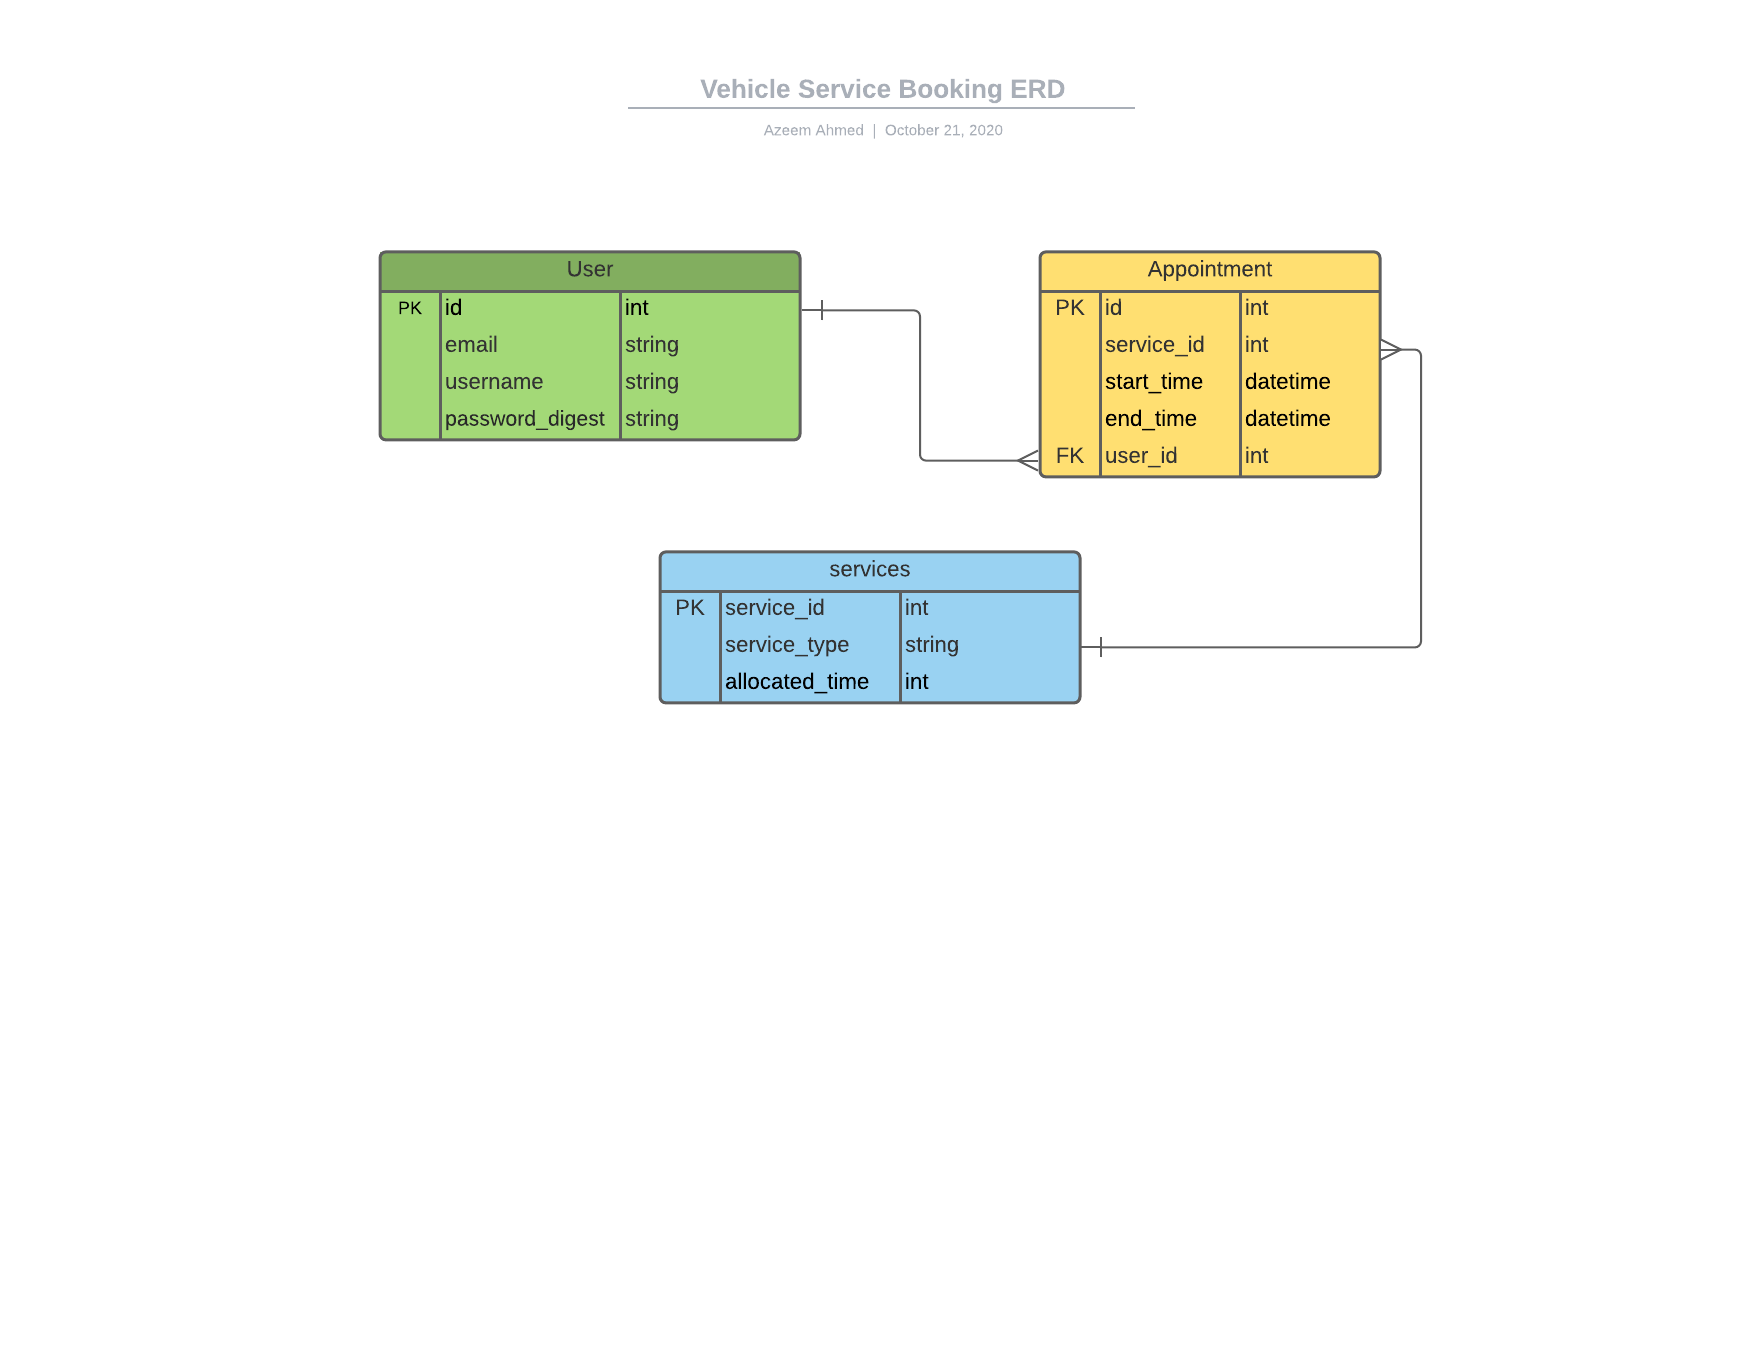 Vehicle Service Booking ERD
Azeem Ahmed | October 21, 2020
User
PK id int
email string
username string
password_digest string
Appointment
PK id int
service_id int
start_time datetime
end_time datetime
FK user_id int
services
PK service_id int
service_type string
allocated_time int